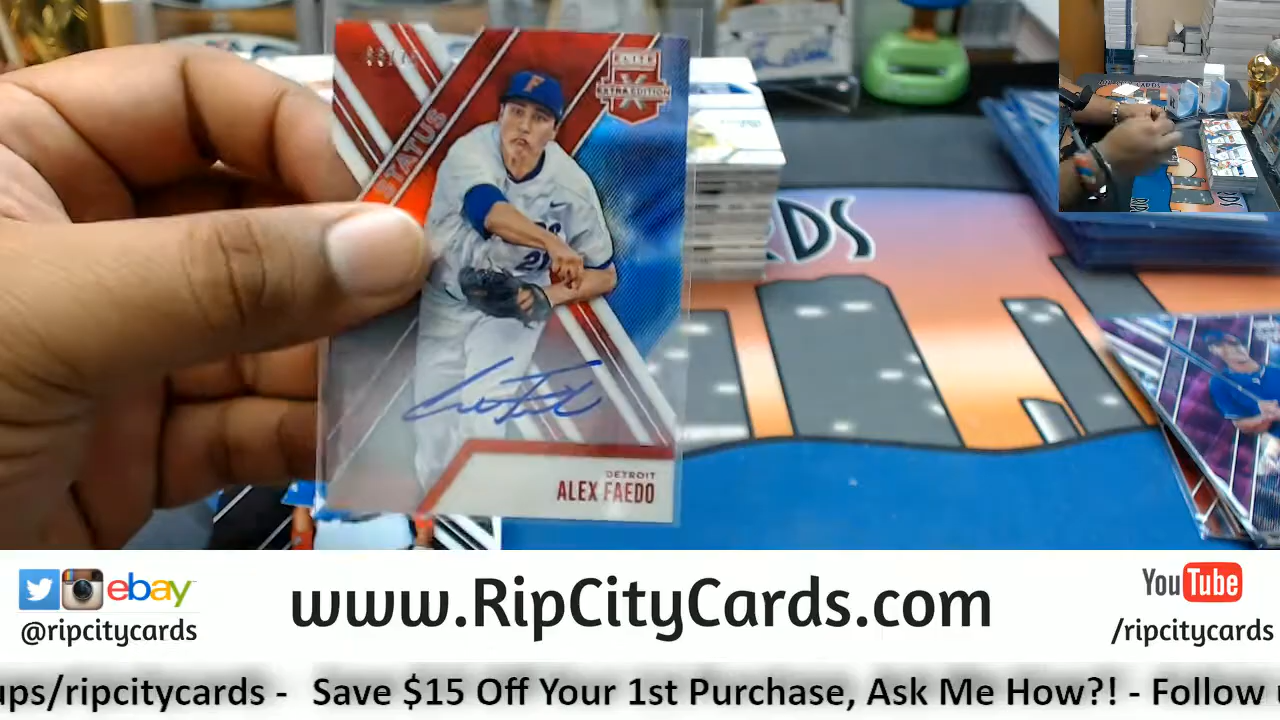 ELITE
EXTRA EDITION
STATUS
DETROIT
ALEX FAEDO
RDS
ebay
@ripcitycards
www.RipCityCards.com
YouTube
/ripcitycards
ups/ripcitycards - Save $15 Off Your 1st Purchase, Ask Me How?! - Follow